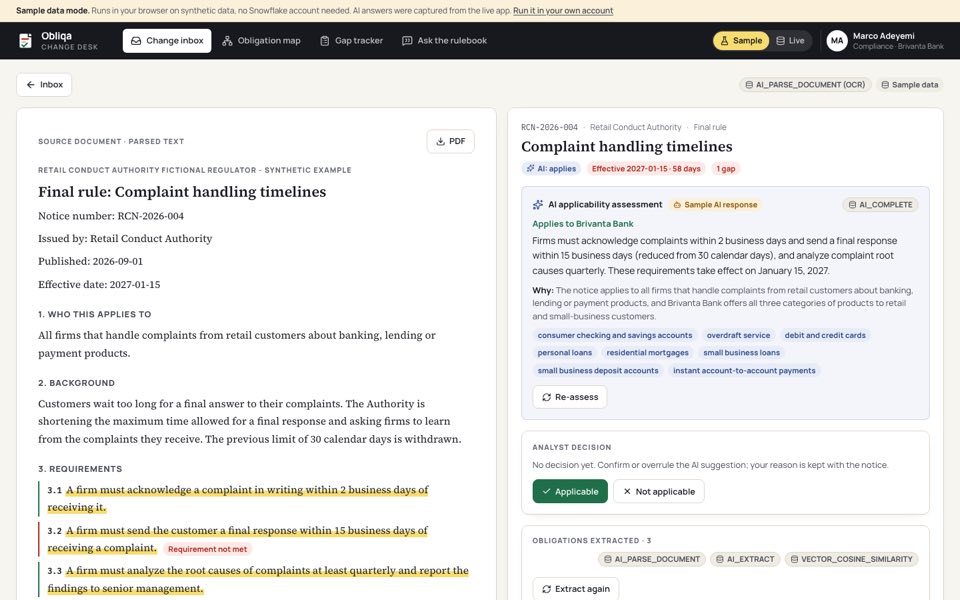 Sample data mode. Runs in your browser on synthetic data, no Snowflake account needed. AI answers were captured from the live app. Run it in your own account
Obliqa
CHANGE DESK
Change inbox
Obligation map
Gap tracker
Ask the rulebook
Sample
Live
MA
Marco Adeyemi
Compliance · Brivanta Bank
Inbox
AI_PARSE_DOCUMENT (OCR)
Sample data
SOURCE DOCUMENT · PARSED TEXT
PDF
RETAIL CONDUCT AUTHORITY FICTIONAL REGULATOR - SYNTHETIC EXAMPLE
Final rule: Complaint handling timelines
Notice number: RCN-2026-004
Issued by: Retail Conduct Authority
Published: 2026-09-01
Effective date: 2027-01-15
1. WHO THIS APPLIES TO
All firms that handle complaints from retail customers about banking, lending or
payment products.
2. BACKGROUND
Customers wait too long for a final answer to their complaints. The Authority is
shortening the maximum time allowed for a final response and asking firms to learn
from the complaints they receive. The previous limit of 30 calendar days is withdrawn.
3. REQUIREMENTS
3.1 A firm must acknowledge a complaint in writing within 2 business days of
receiving it.
3.2 A firm must send the customer a final response within 15 business days of
receiving a complaint. Requirement not met
3.3 A firm must analyze the root causes of complaints at least quarterly and report the
findings to senior management.
RCN-2026-004 · Retail Conduct Authority · Final rule
Complaint handling timelines
AI: applies
Effective 2027-01-15 · 58 days
1 gap
AI applicability assessment
Sample AI response
AI_COMPLETE
Applies to Brivanta Bank
Firms must acknowledge complaints within 2 business days and send a final response
within 15 business days (reduced from 30 calendar days), and analyze complaint root
causes quarterly. These requirements take effect on January 15, 2027.
Why: The notice applies to all firms that handle complaints from retail customers about banking,
lending or payment products, and Brivanta Bank offers all three categories of products to retail
and small-business customers.
consumer checking and savings accounts
overdraft service
debit and credit cards
personal loans
residential mortgages
small business loans
small business deposit accounts
instant account-to-account payments
Re-assess
ANALYST DECISION
No decision yet. Confirm or overrule the AI suggestion; your reason is kept with the notice.
Applicable
Not applicable
OBLIGATIONS EXTRACTED · 3
AI_PARSE_DOCUMENT
AI_EXTRACT
VECTOR_COSINE_SIMILARITY
Extract again